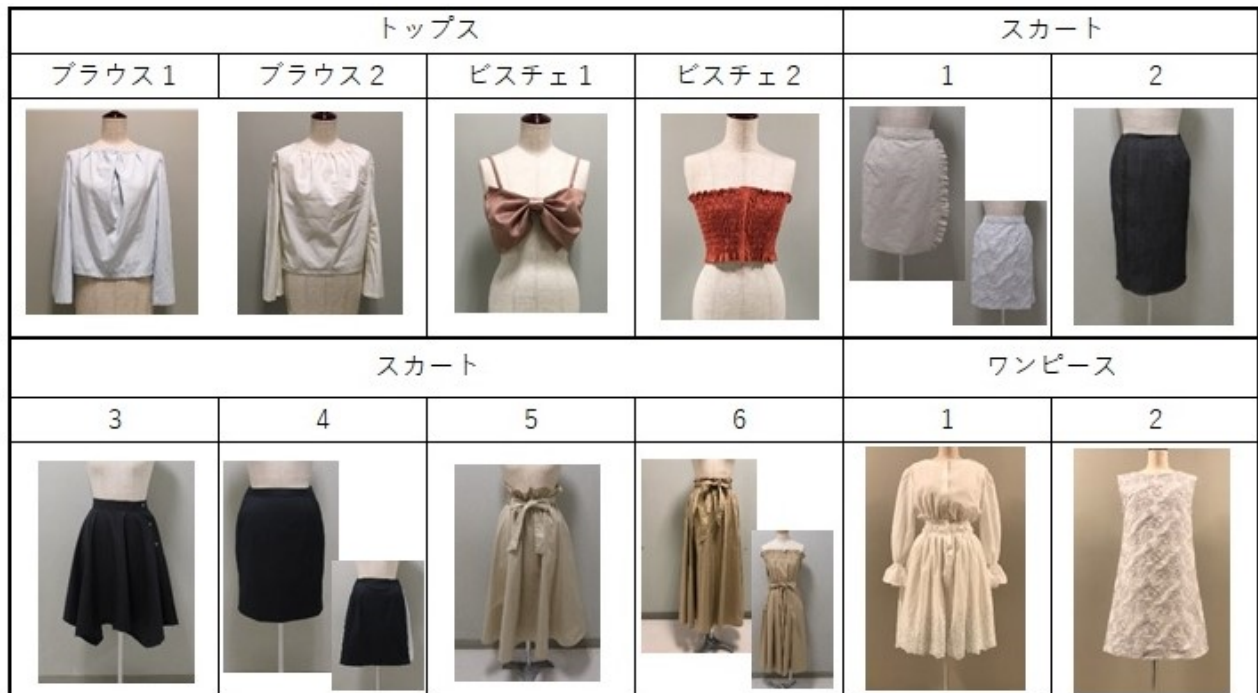 トップス スカート
ブラウス１ ブラウス２ ビスチェ１ ビスチェ２ 1 2
スカート ワンピース
3 4 5 6 1 2